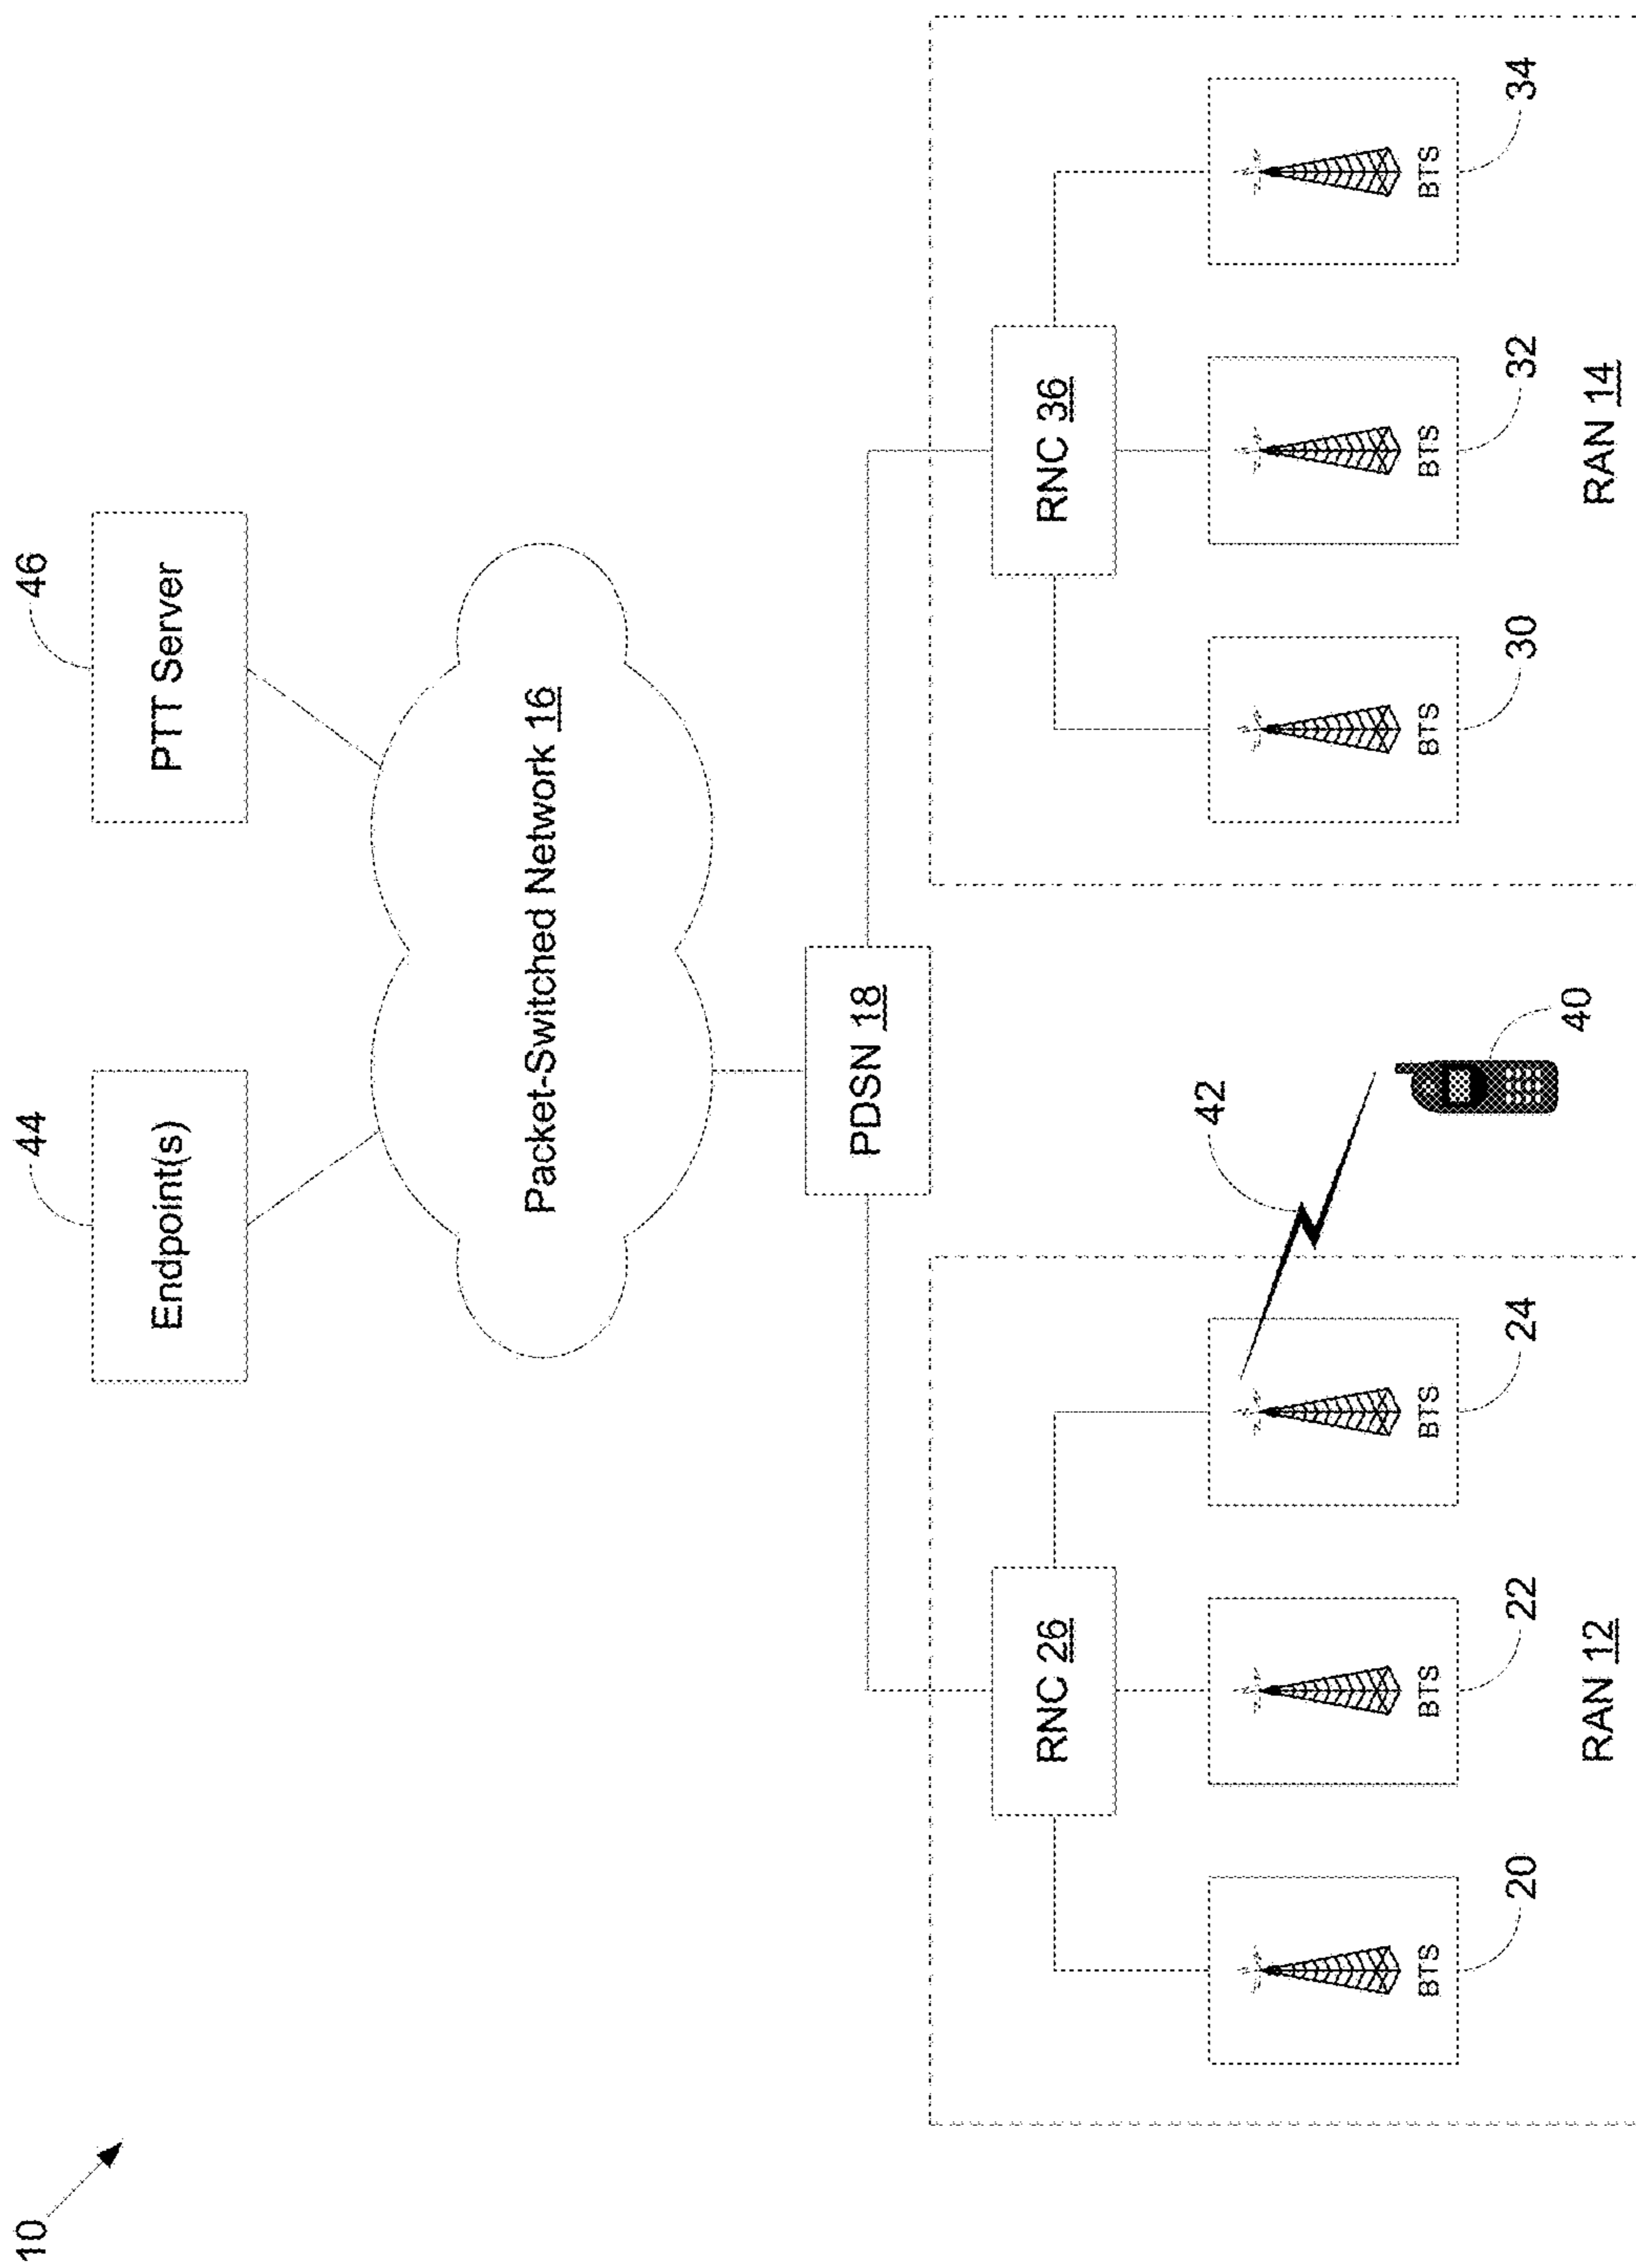 10
44
46
Endpoint(s)
PTT Server
Packet-Switched Network 16
PDSN 18
RNC 26
RNC 36
42
BTS
BTS
BTS
BTS
BTS
BTS
20
22
24
40
30
32
34
RAN 12
RAN 14